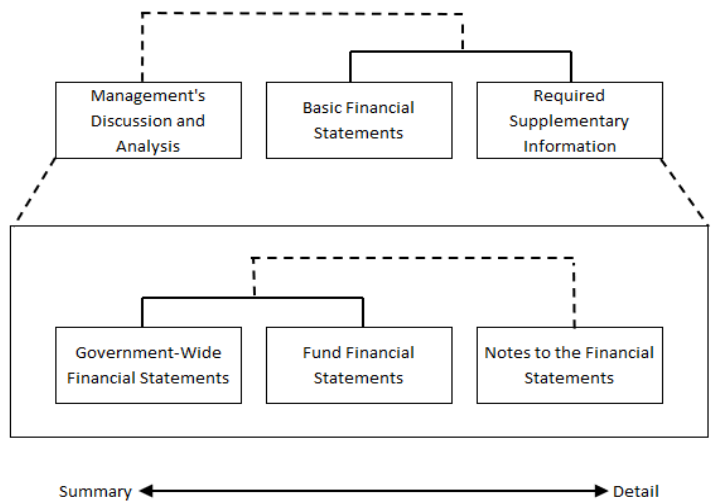 Management's
Discussion and
Analysis
Basic Financial
Statements
Required
Supplementary
Information
Government-Wide
Financial Statements
Fund Financial
Statements
Notes to the Financial
Statements
Summary
Detail